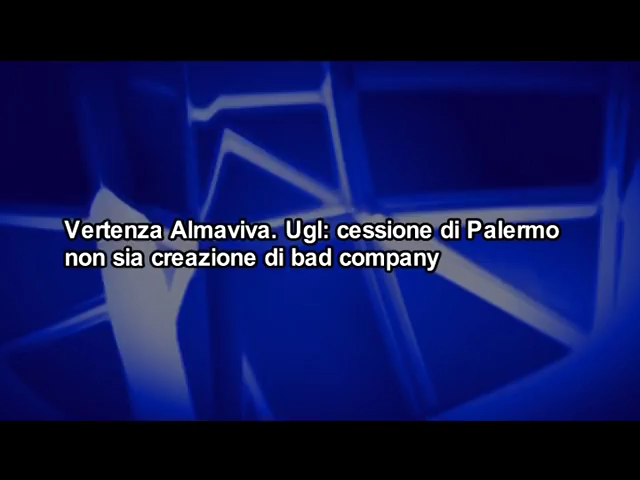 Vertenza Almaviva. Ugl: cessione di Palermo
non sia creazione di bad company